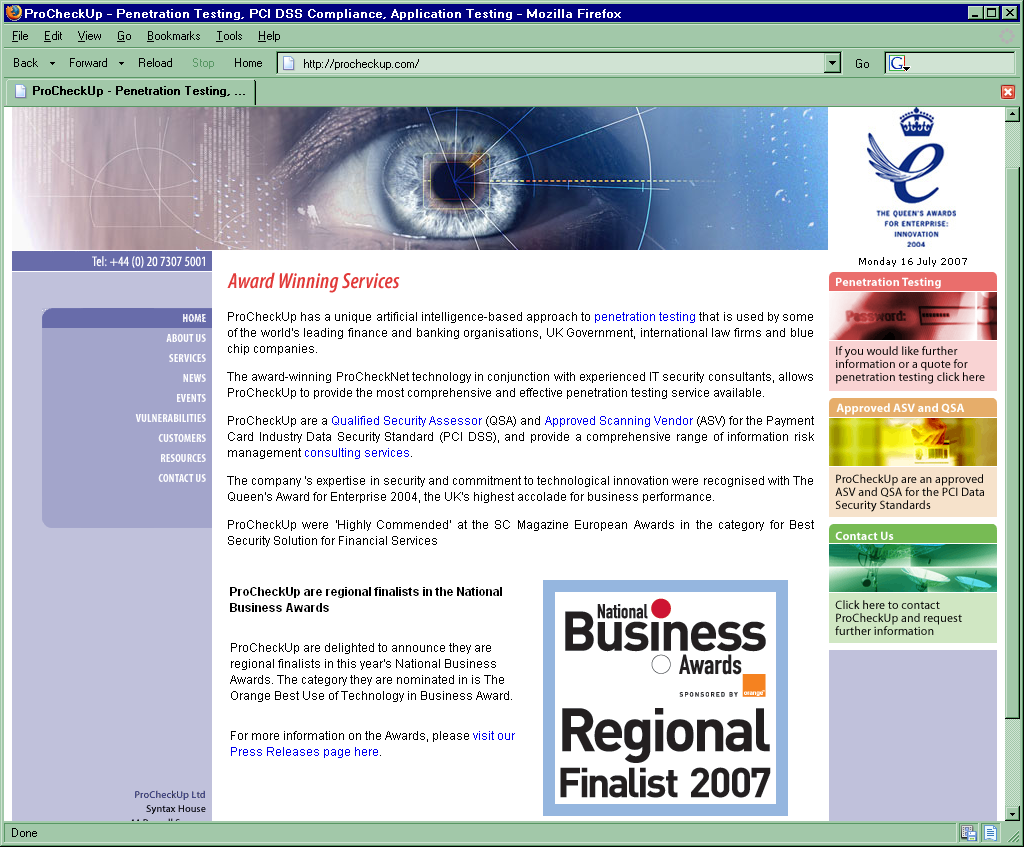 ProCheckUp - Penetration Testing, PCI DSS Compliance, Application Testing - Mozilla Firefox
File Edit View Go Bookmarks Tools Help
Back Forward Reload Stop Home http://procheckup.com/ Go G
ProCheckUp - Penetration Testing, ...
THE QUEEN'S AWARDS
FOR ENTERPRISE:
INNOVATION
2004
Tel: +44 (0) 20 7307 5001
HOME
ABOUT US
SERVICES
NEWS
EVENTS
VULNERABILITIES
CUSTOMERS
RESOURCES
CONTACT US
Award Winning Services
ProCheckUp has a unique artificial intelligence-based approach to penetration testing that is used by some
of the world's leading finance and banking organisations, UK Government, international law firms and blue
chip companies.
The award-winning ProCheckNet technology in conjunction with experienced IT security consultants, allows
ProCheckUp to provide the most comprehensive and effective penetration testing service available.
ProCheckUp are a Qualified Security Assessor (QSA) and Approved Scanning Vendor (ASV) for the Payment
Card Industry Data Security Standard (PCI DSS), and provide a comprehensive range of information risk
management consulting services.
The company 's expertise in security and commitment to technological innovation were recognised with The
Queen's Award for Enterprise 2004, the UK's highest accolade for business performance.
ProCheckUp were 'Highly Commended' at the SC Magazine European Awards in the category for Best
Security Solution for Financial Services
ProCheckUp are regional finalists in the National
Business Awards
ProCheckUp are delighted to announce they are
regional finalists in this year's National Business
Awards. The category they are nominated in is The
Orange Best Use of Technology in Business Award.
For more information on the Awards, please visit our
Press Releases page here.
National
Business
Awards
SPONSORED BY orange
Regional
Finalist 2007
Monday 16 July 2007
Penetration Testing
Password:
If you would like further
information or a quote for
penetration testing click here
Approved ASV and QSA
ProCheckUp are an approved
ASV and QSA for the PCI Data
Security Standards
Contact Us
Click here to contact
ProCheckUp and request
further information
ProCheckUp Ltd
Syntax House
Done